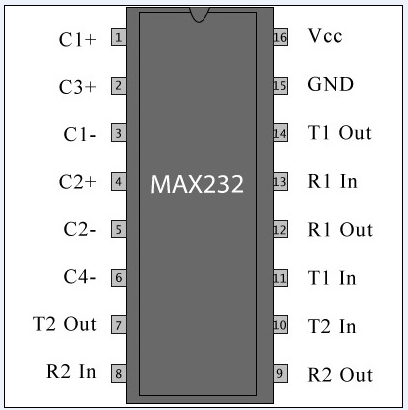 C1+ 1 16 Vcc
C3+ 2 15 GND
C1- 3 14 T1 Out
C2+ 4 MAX232 13 R1 In
C2- 5 12 R1 Out
C4- 6 11 T1 In
T2 Out 7 10 T2 In
R2 In 8 9 R2 Out